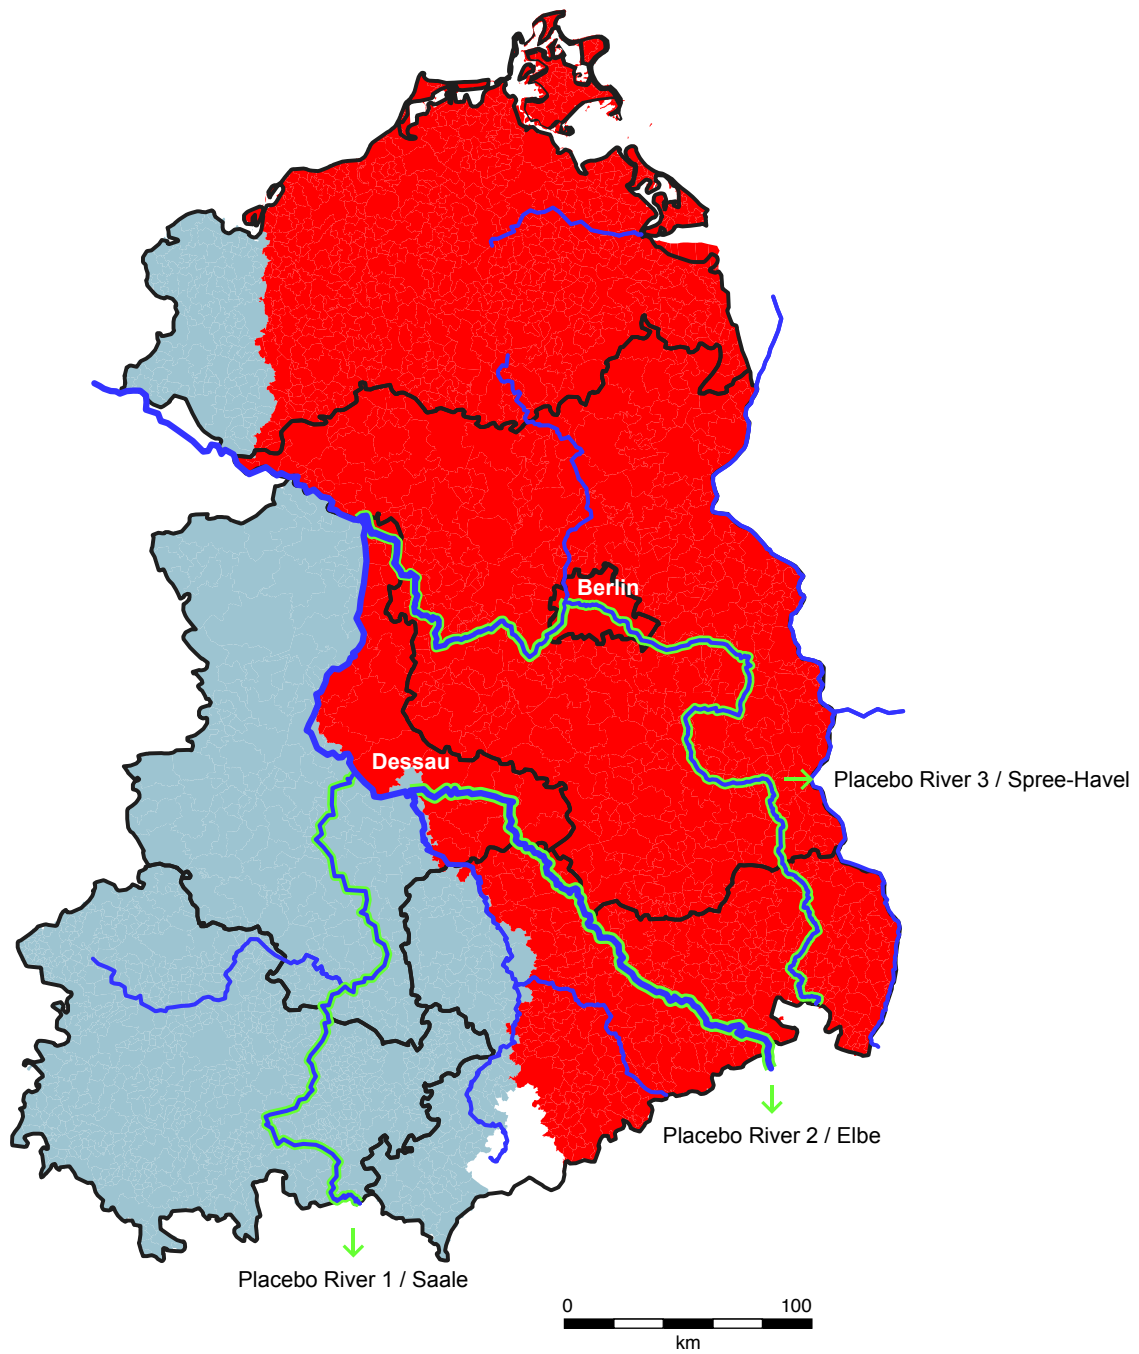 Berlin
Dessau
Placebo River 3 / Spree-Havel
Placebo River 2 / Elbe
Placebo River 1 / Saale
0 100
km